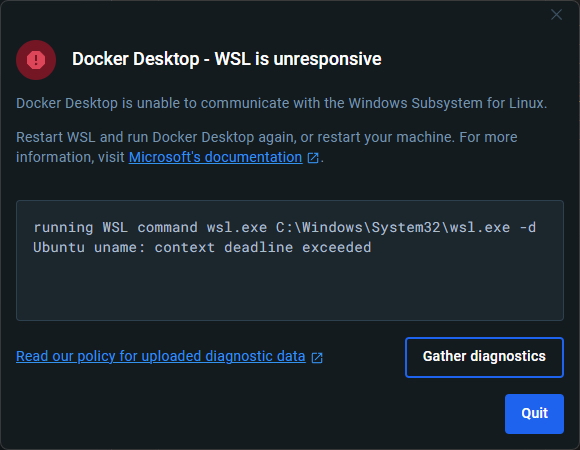 Docker Desktop - WSL is unresponsive
Docker Desktop is unable to communicate with the Windows Subsystem for Linux.
Restart WSL and run Docker Desktop again, or restart your machine. For more
information, visit Microsoft's documentation.
running WSL command wsl.exe C:\Windows\System32\wsl.exe -d
Ubuntu uname: context deadline exceeded
Read our policy for uploaded diagnostic data
Gather diagnostics
Quit